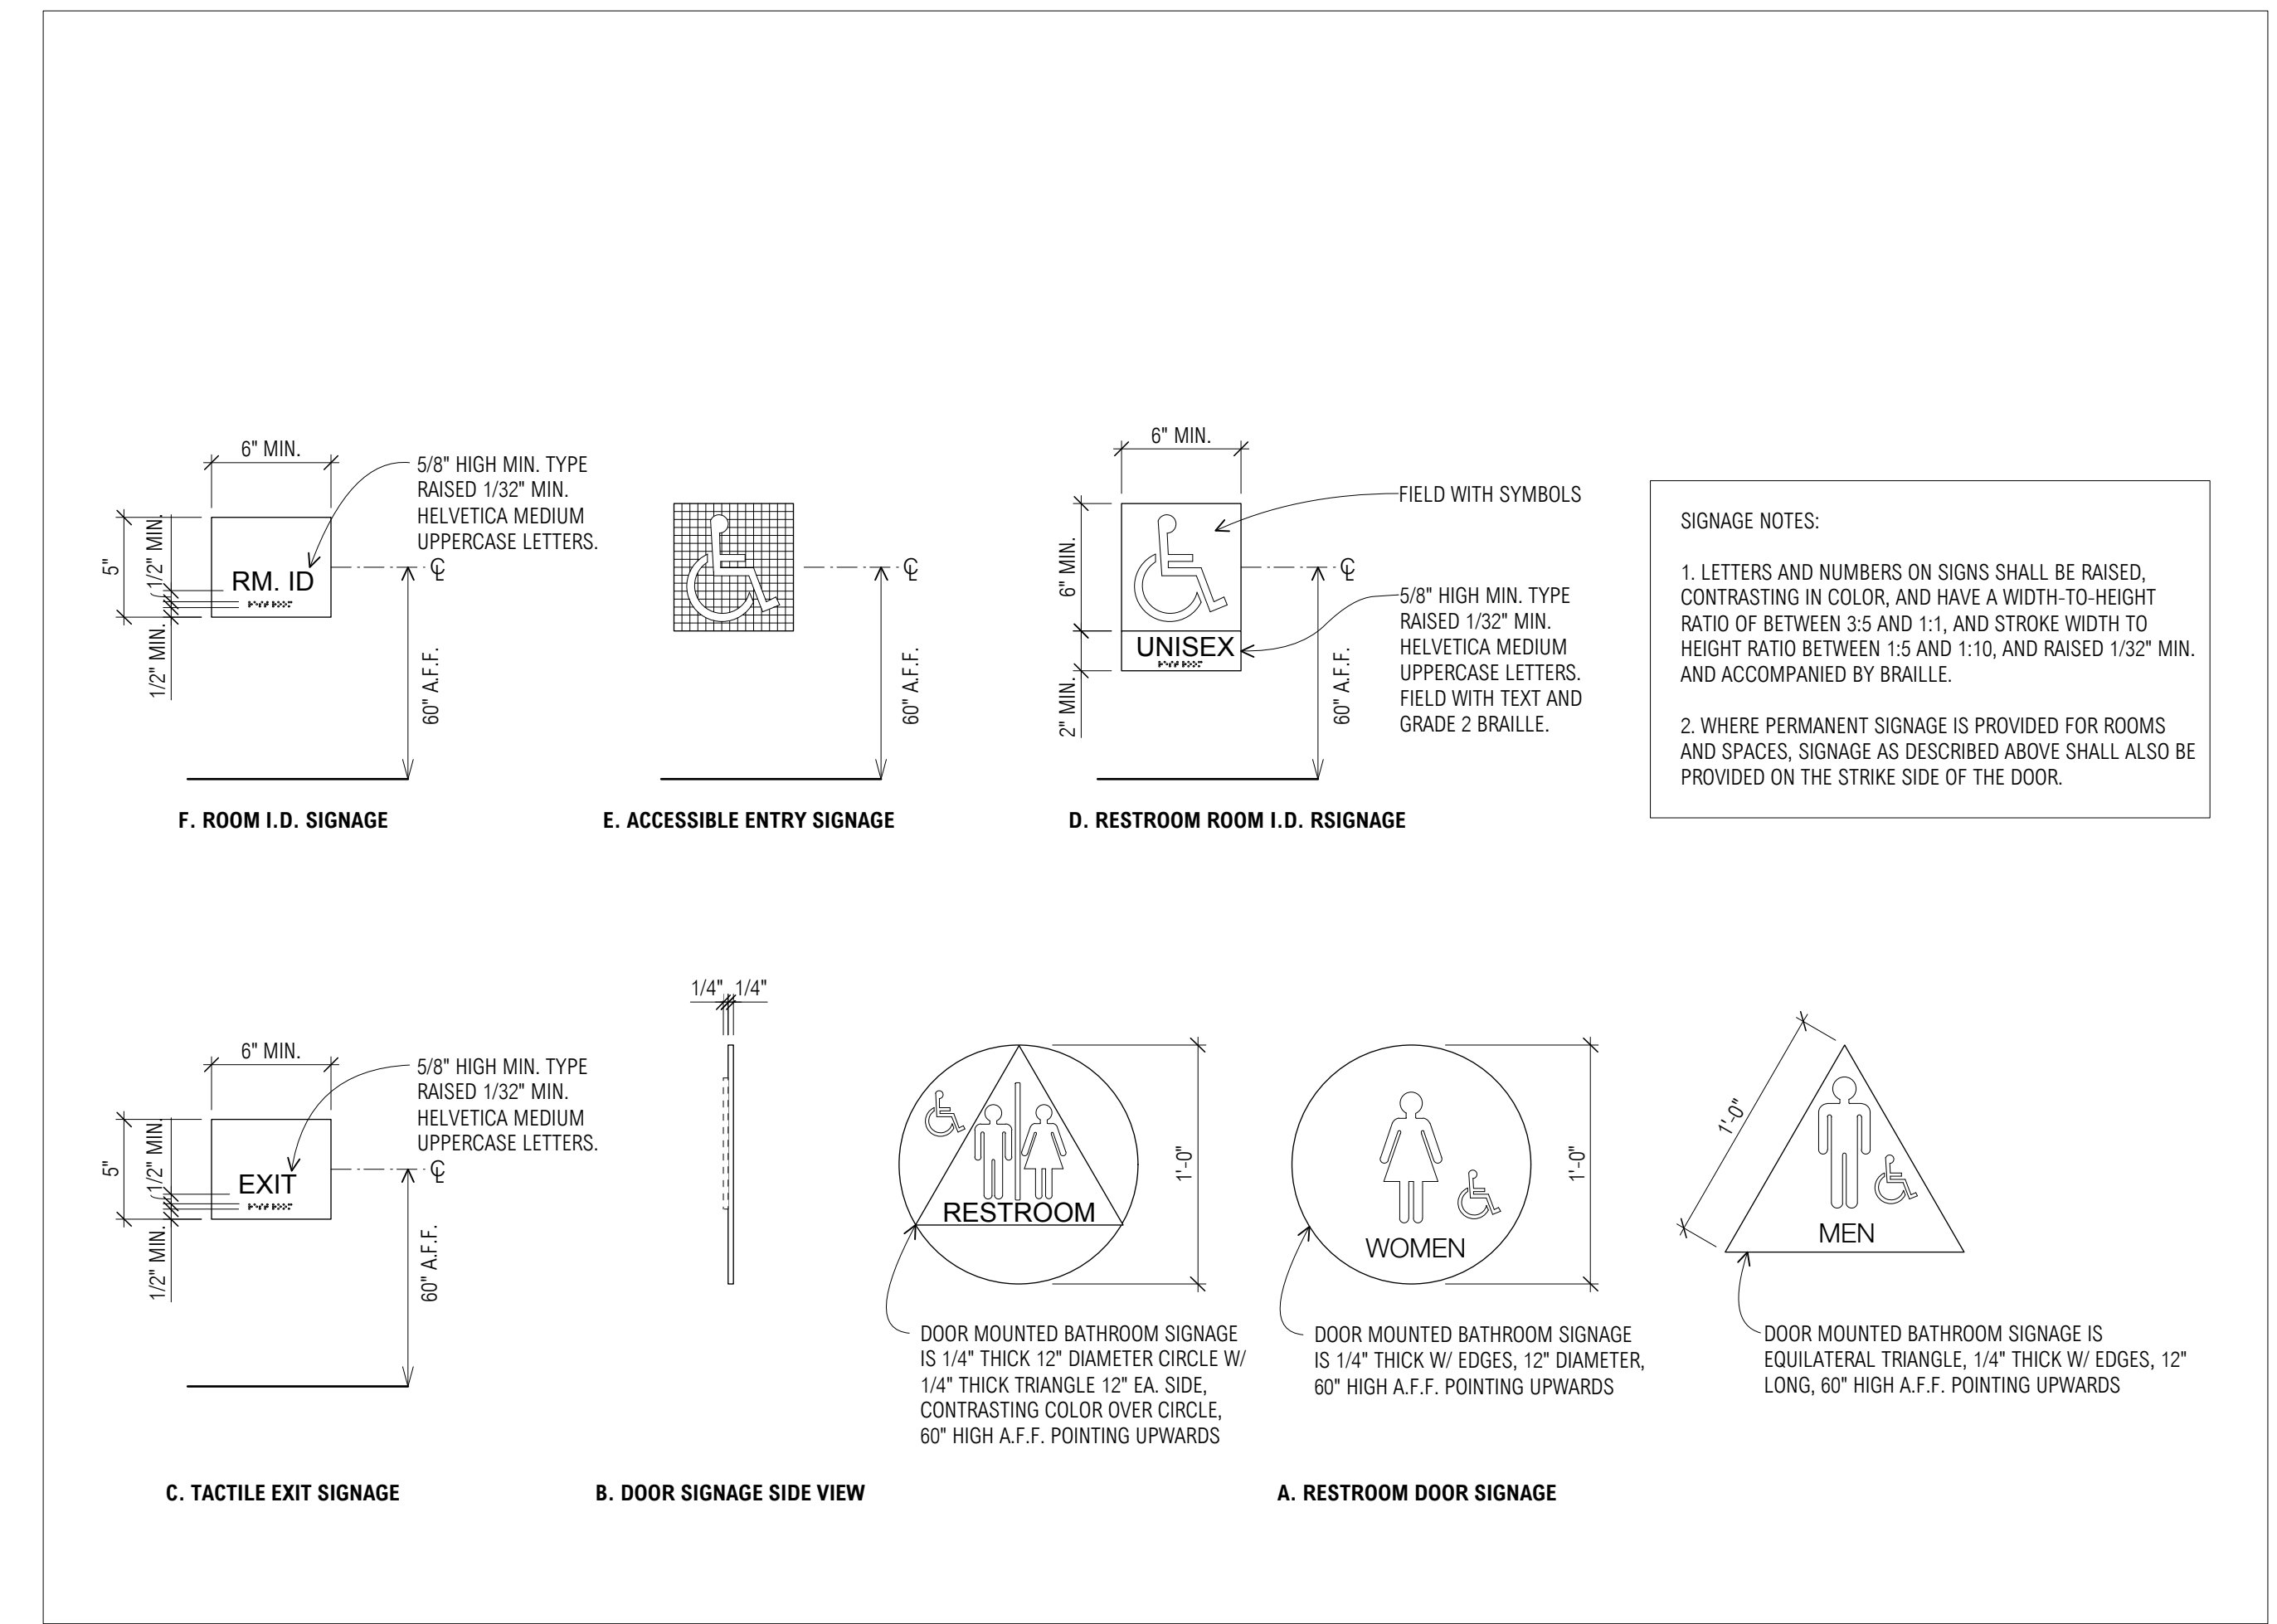 6" MIN.
5/8" HIGH MIN. TYPE
RAISED 1/32" MIN.
HELVETICA MEDIUM
UPPERCASE LETTERS.
5"
1/2" MIN.
1/2" MIN.
RM. ID
℄
60" A.F.F.
F. ROOM I.D. SIGNAGE
℄
60" A.F.F.
E. ACCESSIBLE ENTRY SIGNAGE
6" MIN.
FIELD WITH SYMBOLS
6" MIN.
2" MIN.
UNISEX
℄
60" A.F.F.
5/8" HIGH MIN. TYPE
RAISED 1/32" MIN.
HELVETICA MEDIUM
UPPERCASE LETTERS.
FIELD WITH TEXT AND
GRADE 2 BRAILLE.
D. RESTROOM ROOM I.D. RSIGNAGE
SIGNAGE NOTES:
1. LETTERS AND NUMBERS ON SIGNS SHALL BE RAISED,
CONTRASTING IN COLOR, AND HAVE A WIDTH-TO-HEIGHT
RATIO OF BETWEEN 3:5 AND 1:1, AND STROKE WIDTH TO
HEIGHT RATIO BETWEEN 1:5 AND 1:10, AND RAISED 1/32" MIN.
AND ACCOMPANIED BY BRAILLE.
2. WHERE PERMANENT SIGNAGE IS PROVIDED FOR ROOMS
AND SPACES, SIGNAGE AS DESCRIBED ABOVE SHALL ALSO BE
PROVIDED ON THE STRIKE SIDE OF THE DOOR.
6" MIN.
5/8" HIGH MIN. TYPE
RAISED 1/32" MIN.
HELVETICA MEDIUM
UPPERCASE LETTERS.
5"
1/2" MIN.
1/2" MIN.
EXIT
℄
60" A.F.F.
C. TACTILE EXIT SIGNAGE
1/4" 1/4"
B. DOOR SIGNAGE SIDE VIEW
RESTROOM
1'-0"
DOOR MOUNTED BATHROOM SIGNAGE
IS 1/4" THICK 12" DIAMETER CIRCLE W/
1/4" THICK TRIANGLE 12" EA. SIDE,
CONTRASTING COLOR OVER CIRCLE,
60" HIGH A.F.F. POINTING UPWARDS
WOMEN
1'-0"
DOOR MOUNTED BATHROOM SIGNAGE
IS 1/4" THICK W/ EDGES, 12" DIAMETER,
60" HIGH A.F.F. POINTING UPWARDS
1'-0"
MEN
DOOR MOUNTED BATHROOM SIGNAGE IS
EQUILATERAL TRIANGLE, 1/4" THICK W/ EDGES, 12"
LONG, 60" HIGH A.F.F. POINTING UPWARDS
A. RESTROOM DOOR SIGNAGE